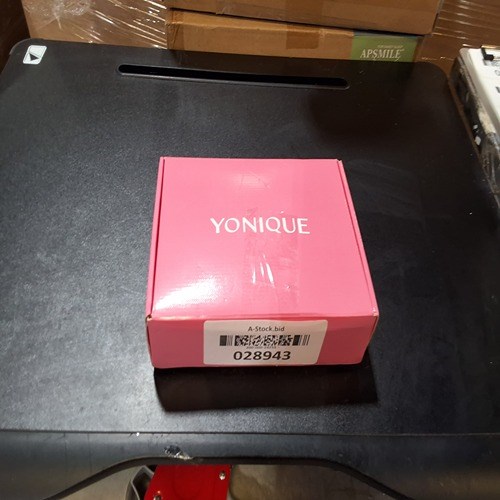 APSMILE
YONIQUE
A-Stock.bid
028943